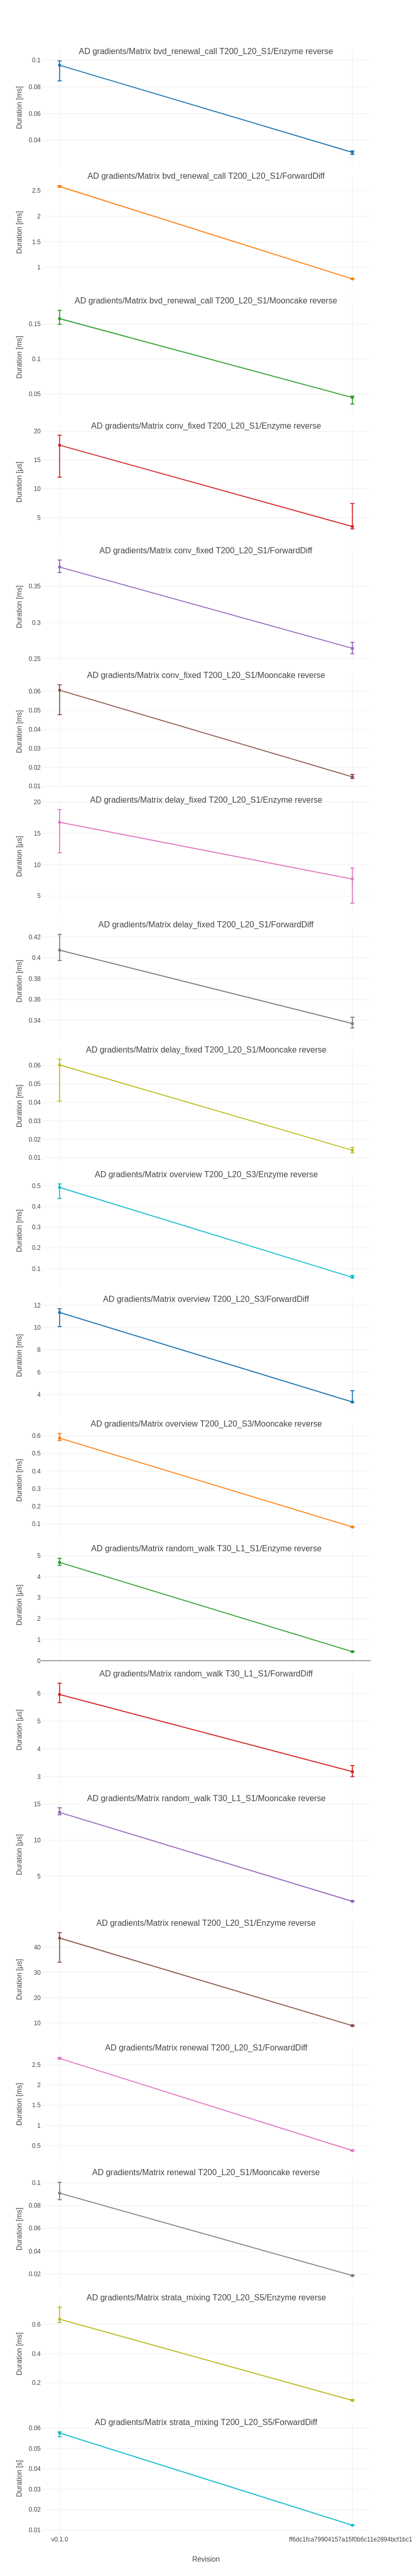 AD gradients/Matrix bvd_renewal_call T200_L20_S1/Enzyme reverse
Duration [ms]
0.1
0.08
0.06
0.04
AD gradients/Matrix bvd_renewal_call T200_L20_S1/ForwardDiff
Duration [ms]
2.5
2
1.5
1
AD gradients/Matrix bvd_renewal_call T200_L20_S1/Mooncake reverse
Duration [ms]
0.15
0.1
0.05
AD gradients/Matrix conv_fixed T200_L20_S1/Enzyme reverse
Duration [µs]
20
15
10
5
AD gradients/Matrix conv_fixed T200_L20_S1/ForwardDiff
Duration [ms]
0.35
0.3
0.25
AD gradients/Matrix conv_fixed T200_L20_S1/Mooncake reverse
Duration [ms]
0.06
0.05
0.04
0.03
0.02
0.01
AD gradients/Matrix delay_fixed T200_L20_S1/Enzyme reverse
Duration [µs]
20
15
10
5
AD gradients/Matrix delay_fixed T200_L20_S1/ForwardDiff
Duration [ms]
0.42
0.4
0.38
0.36
0.34
AD gradients/Matrix delay_fixed T200_L20_S1/Mooncake reverse
Duration [ms]
0.06
0.05
0.04
0.03
0.02
0.01
AD gradients/Matrix overview T200_L20_S3/Enzyme reverse
Duration [ms]
0.5
0.4
0.3
0.2
0.1
AD gradients/Matrix overview T200_L20_S3/ForwardDiff
Duration [ms]
12
10
8
6
4
AD gradients/Matrix overview T200_L20_S3/Mooncake reverse
Duration [ms]
0.6
0.5
0.4
0.3
0.2
0.1
AD gradients/Matrix random_walk T30_L1_S1/Enzyme reverse
Duration [µs]
5
4
3
2
1
0
AD gradients/Matrix random_walk T30_L1_S1/ForwardDiff
Duration [µs]
6
5
4
3
AD gradients/Matrix random_walk T30_L1_S1/Mooncake reverse
Duration [µs]
15
10
5
AD gradients/Matrix renewal T200_L20_S1/Enzyme reverse
Duration [µs]
40
30
20
10
AD gradients/Matrix renewal T200_L20_S1/ForwardDiff
Duration [ms]
2.5
2
1.5
1
0.5
AD gradients/Matrix renewal T200_L20_S1/Mooncake reverse
Duration [ms]
0.1
0.08
0.06
0.04
0.02
AD gradients/Matrix strata_mixing T200_L20_S5/Enzyme reverse
Duration [ms]
0.6
0.4
0.2
AD gradients/Matrix strata_mixing T200_L20_S5/ForwardDiff
Duration [s]
0.06
0.05
0.04
0.03
0.02
0.01
v0.1.0
ff6dc1fca79904157a15f0b6c11e2894bcf1bc1
Revision